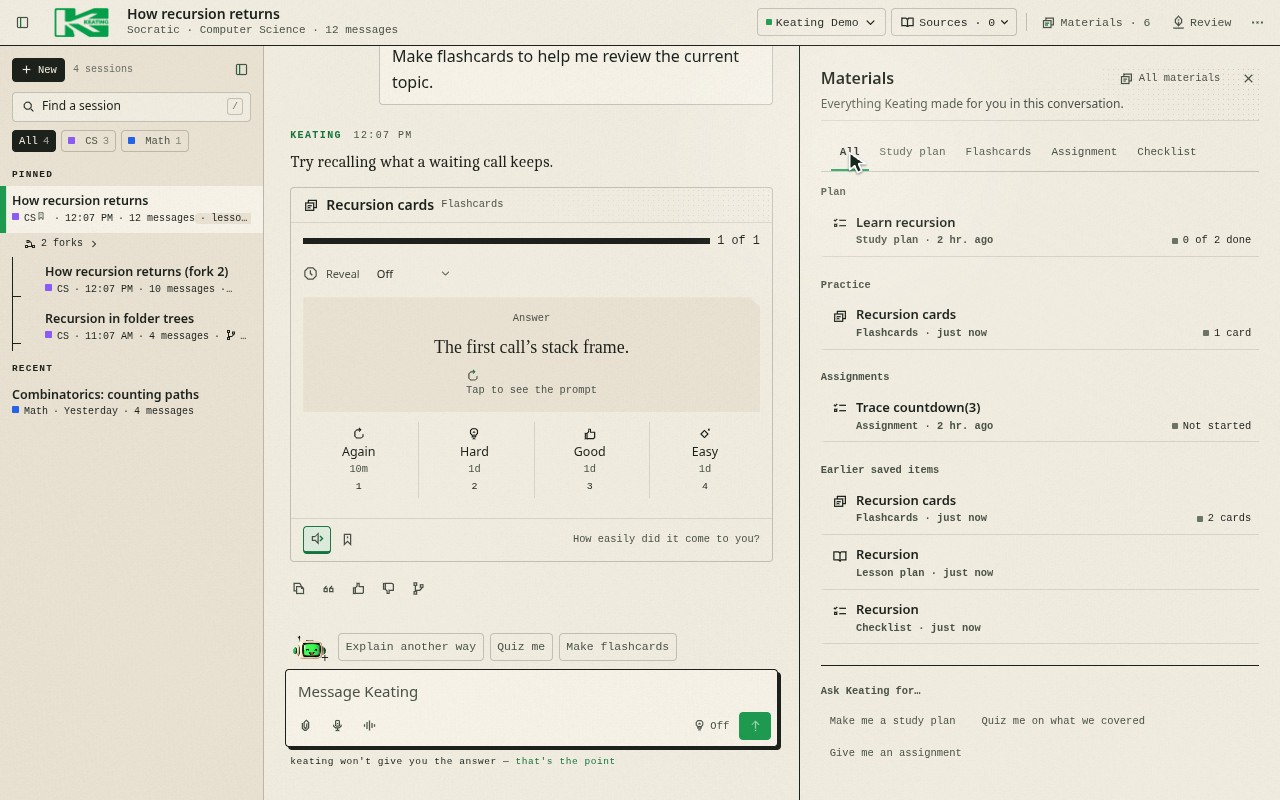 KEATING
How recursion returns
Socratic · Computer Science · 12 messages
Keating Demo
Sources · 0
Materials · 6
Review
New
4 sessions
Find a session
/
All 4
CS 3
Math 1
PINNED
How recursion returns
CS · 12:07 PM · 12 messages · lesso…
2 forks
How recursion returns (fork 2)
CS · 12:07 PM · 10 messages ·…
Recursion in folder trees
CS · 11:07 AM · 4 messages · …
RECENT
Combinatorics: counting paths
Math · Yesterday · 4 messages
Make flashcards to help me review the current
topic.
KEATING 12:07 PM
Try recalling what a waiting call keeps.
Recursion cards Flashcards
1 of 1
Reveal Off
Answer
The first call’s stack frame.
Tap to see the prompt
Again
10m
1
Hard
1d
2
Good
1d
3
Easy
1d
4
How easily did it come to you?
Explain another way
Quiz me
Make flashcards
Message Keating
Off
keating won't give you the answer — that's the point
Materials
All materials
Everything Keating made for you in this conversation.
All
Study plan
Flashcards
Assignment
Checklist
Plan
Learn recursion
Study plan · 2 hr. ago
0 of 2 done
Practice
Recursion cards
Flashcards · just now
1 card
Assignments
Trace countdown(3)
Assignment · 2 hr. ago
Not started
Earlier saved items
Recursion cards
Flashcards · just now
2 cards
Recursion
Lesson plan · just now
Recursion
Checklist · just now
Ask Keating for…
Make me a study plan
Quiz me on what we covered
Give me an assignment